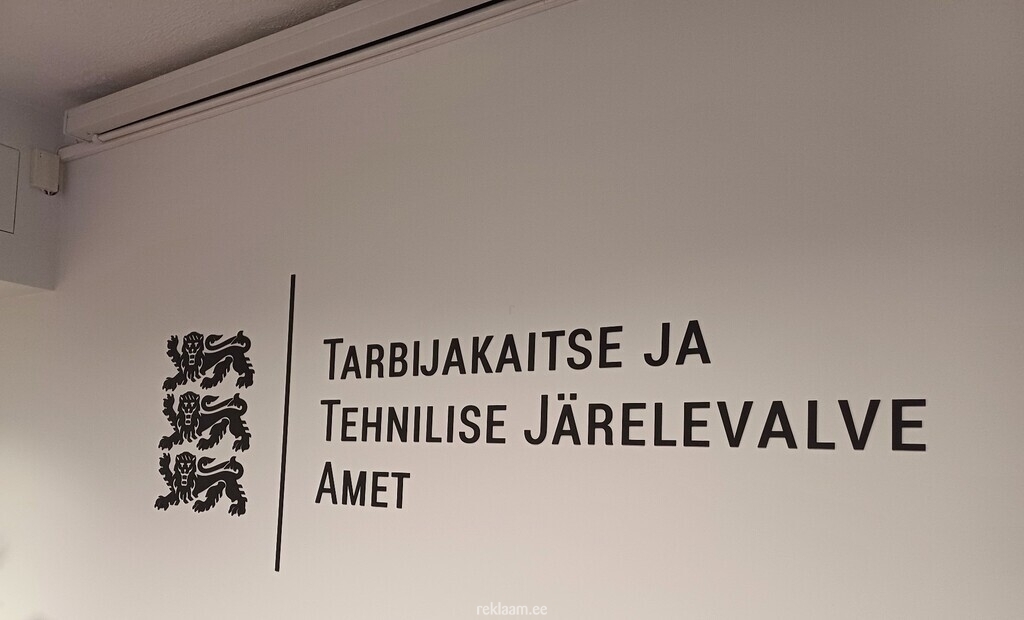 TARBIJAKAITSE JA
TEHNILISE JÄRELEVALVE
AMET
reklaam.ee